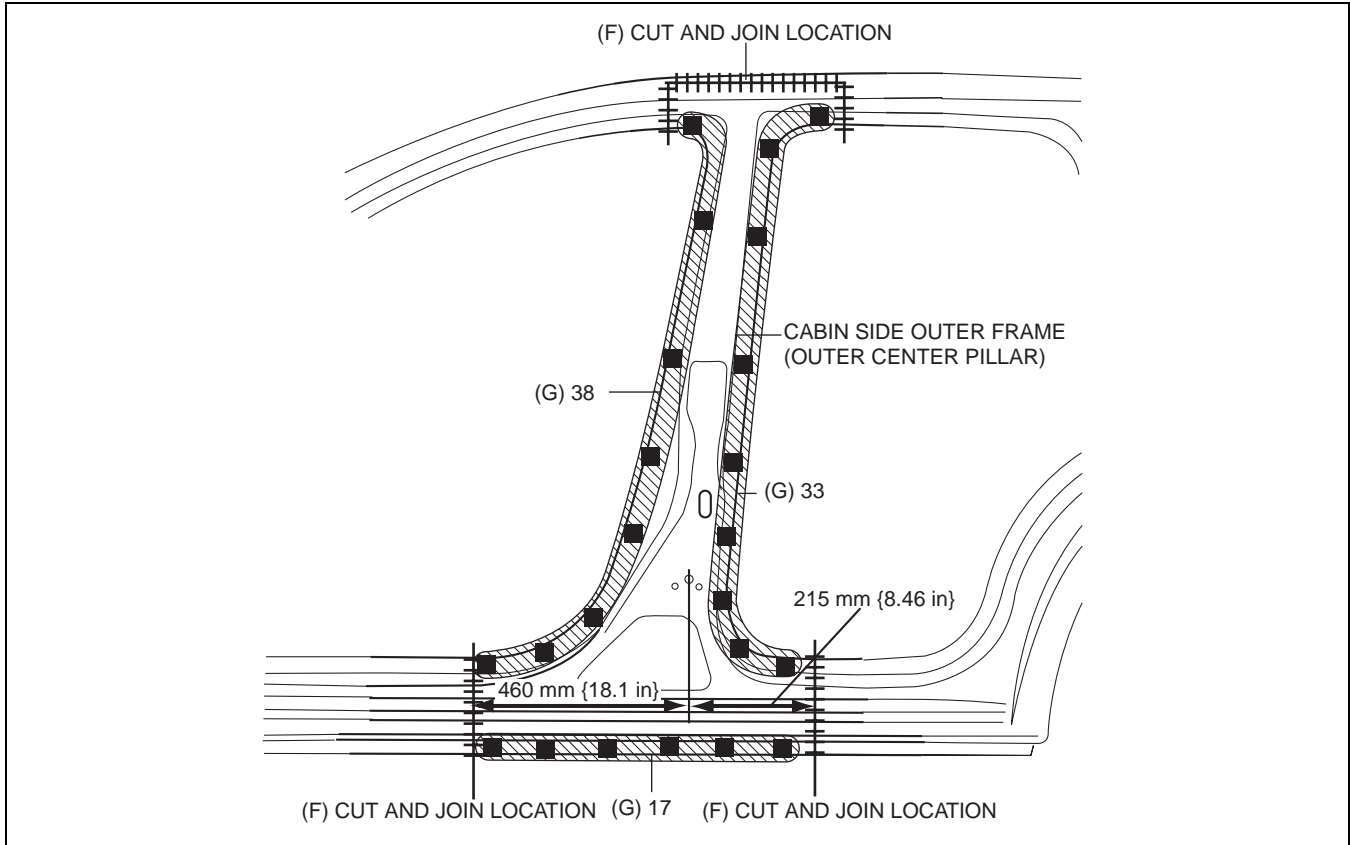 (F) CUT AND JOIN LOCATION
CABIN SIDE OUTER FRAME
(OUTER CENTER PILLAR)
(G) 38
(G) 33
215 mm {8.46 in}
460 mm {18.1 in}
(F) CUT AND JOIN LOCATION
(G) 17
(F) CUT AND JOIN LOCATION